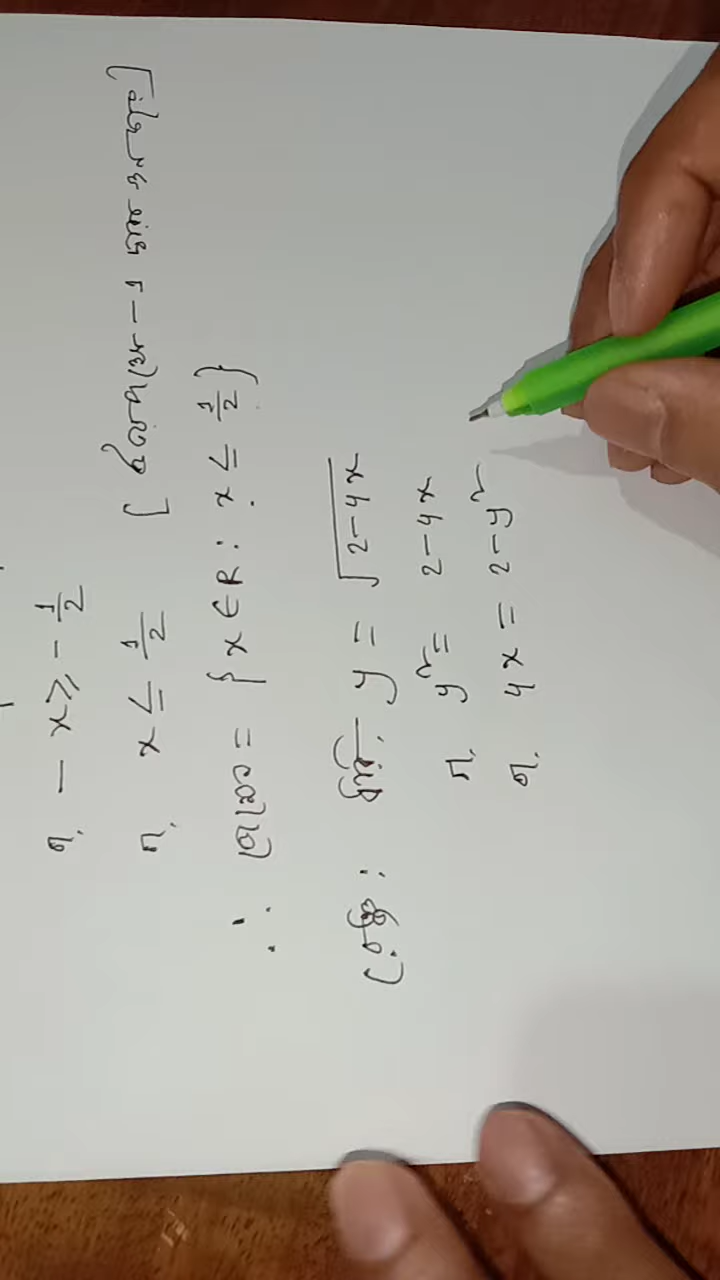 বা, - x ≥ - 1/2
বা, x ≤ 1/2 [উভয়পক্ষে -1 দ্বারা গুণ করে]
∴ ডোমেন = { x ∈ R : x ≤ 1/2 }
রেঞ্জ : ধরি, y = √(2-4x)
বা, y² = 2-4x
বা, 4x = 2-y²